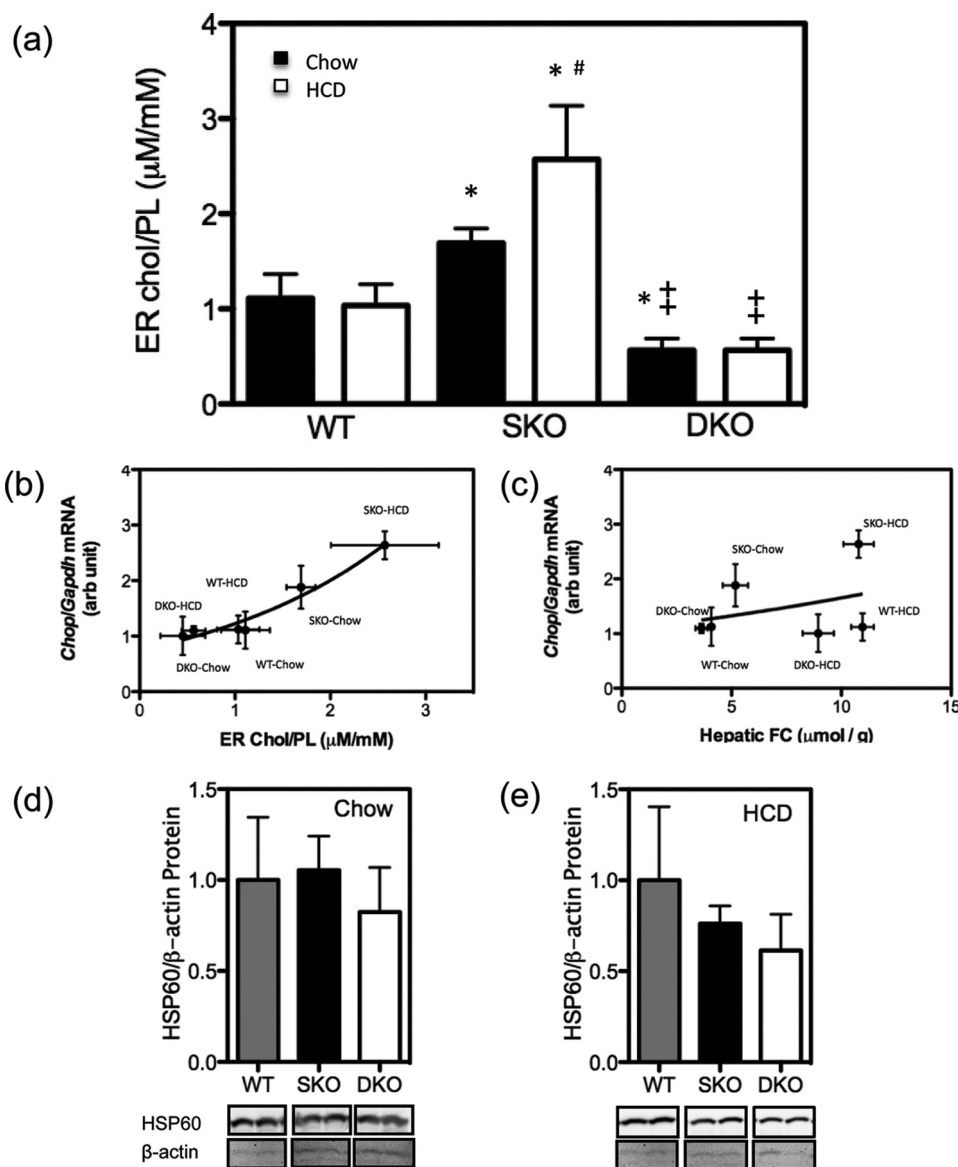 (a)
ER chol/PL (μM/mM)
4
3
2
1
0
Chow
HCD
*
* #
* ‡
‡
WT SKO DKO
(b)
Chop/Gapdh mRNA
(arb unit)
4
3
2
1
0
SKO-HCD
WT-HCD
DKO-HCD
SKO-Chow
DKO-Chow
WT-Chow
0 1 2 3
ER Chol/PL (μM/mM)
(c)
Chop/Gapdh mRNA
(arb unit)
4
3
2
1
0
SKO-HCD
SKO-Chow
DKO-Chow
WT-HCD
WT-Chow
DKO-HCD
0 5 10 15
Hepatic FC (μmol / g)
(d)
HSP60/β-actin Protein
1.5
1.0
0.5
0.0
Chow
WT SKO DKO
HSP60
β-actin
(e)
HSP60/β-actin Protein
1.5
1.0
0.5
0.0
HCD
WT SKO DKO